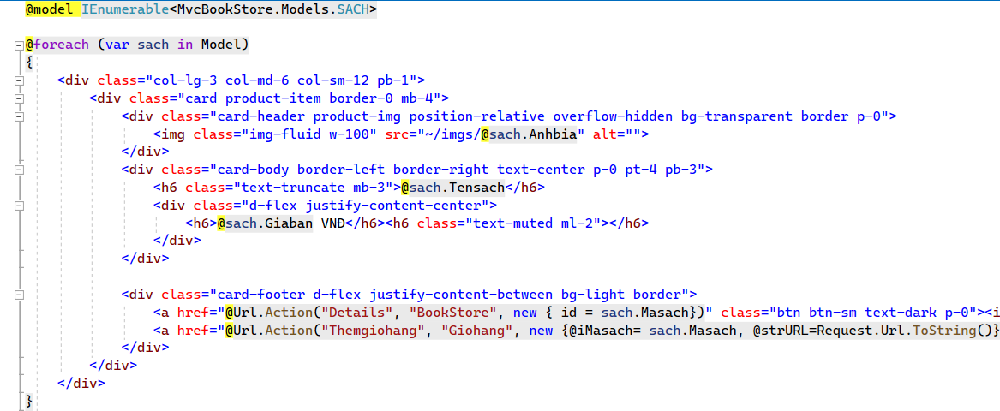 @model IEnumerable<MvcBookStore.Models.SACH>
@foreach (var sach in Model)
{
<div class="col-lg-3 col-md-6 col-sm-12 pb-1">
<div class="card product-item border-0 mb-4">
<div class="card-header product-img position-relative overflow-hidden bg-transparent border p-0">
<img class="img-fluid w-100" src="~/imgs/@sach.Anhbia" alt="">
</div>
<div class="card-body border-left border-right text-center p-0 pt-4 pb-3">
<h6 class="text-truncate mb-3">@sach.Tensach</h6>
<div class="d-flex justify-content-center">
<h6>@sach.Giaban VNĐ</h6><h6 class="text-muted ml-2"></h6>
</div>
</div>
<div class="card-footer d-flex justify-content-between bg-light border">
<a href="@Url.Action("Details", "BookStore", new { id = sach.Masach})" class="btn btn-sm text-dark p-0"><i
<a href="@Url.Action("Themgiohang", "Giohang", new {@iMasach= sach.Masach, @strURL=Request.Url.ToString()}
</div>
</div>
</div>
}